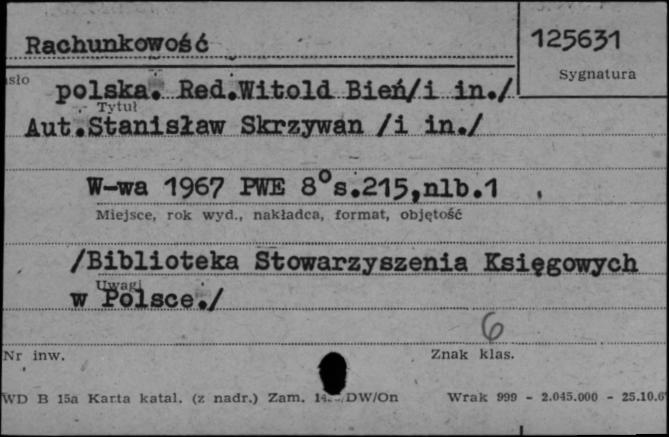 Rachunkowość
125631
Sygnatura
polska. Red.Witold Bień/i in./
Tytuł
Aut.Stanisław Skrzywan /i in./
W-wa 1967 PWE 8°s.215,nlb.1
Miejsce, rok wyd., nakładca, format, objętość
/Biblioteka Stowarzyszenia Księgowych
Uwagi
w Polsce./
6
Nr inw.
Znak klas.
WD B 15a Karta katal. (z nadr.) Zam. DW/On Wrak 999 - 2.045.000 - 25.10.6